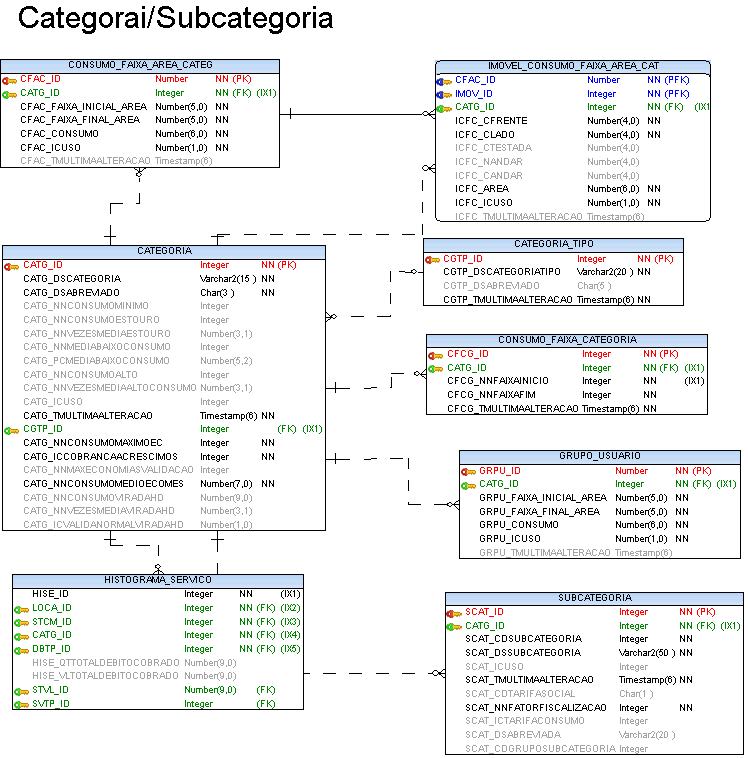 Categorai/Subcategoria
CONSUMO_FAIXA_AREA_CATEG
CFAC_ID Number NN (PK)
CATG_ID Integer NN (FK) (IX1)
CFAC_FAIXA_INICIAL_AREA Number(5,0) NN
CFAC_FAIXA_FINAL_AREA Number(5,0) NN
CFAC_CONSUMO Number(6,0) NN
CFAC_ICUSO Number(1,0) NN
CFAC_TMULTIMAALTERACAO Timestamp(6)
IMOVEL_CONSUMO_FAIXA_AREA_CAT
CFAC_ID Number NN (PFK)
IMOV_ID Integer NN (PFK)
CATG_ID Integer NN (FK) (IX1
ICFC_CFRENTE Number(4,0) NN
ICFC_CLADO Number(4,0) NN
ICFC_CTESTADA Number(4,0)
ICFC_NANDAR Number(4,0)
ICFC_CANDAR Number(4,0)
ICFC_AREA Number(6,0) NN
ICFC_ICUSO Number(1,0) NN
ICFC_TMULTIMAALTERACAO Timestamp(6)
CATEGORIA
CATG_ID Integer NN (PK)
CATG_DSCATEGORIA Varchar2(15 ) NN
CATG_DSABREVIADO Char(3 ) NN
CATG_NNCONSUMOMINIMO Integer
CATG_NNCONSUMOESTOURO Integer
CATG_NNVEZESMEDIAESTOURO Number(3,1)
CATG_NNMEDIABAIXOCONSUMO Integer
CATG_PCMEDIABAIXOCONSUMO Number(5,2)
CATG_NNCONSUMOALTO Integer
CATG_NNVEZESMEDIAALTOCONSUMO Number(3,1)
CATG_ICUSO Integer
CATG_TMULTIMAALTERACAO Timestamp(6) NN
CGTP_ID Integer (FK) (IX1)
CATG_NNCONSUMOMAXIMOEC Integer NN
CATG_ICCOBRANCAACRESCIMOS Integer NN
CATG_NNMAXECONOMIASVALIDACAO Integer
CATG_NNCONSUMOMEDIOECOMES Number(7,0) NN
CATG_NNCONSUMOVIRADAHD Number(9,0)
CATG_NNVEZESMEDIAVIRADAHD Number(3,1)
CATG_ICVALIDANORMALVIRADAHD Number(1,0)
CATEGORIA_TIPO
CGTP_ID Integer NN (PK)
CGTP_DSCATEGORIATIPO Varchar2(20 ) NN
CGTP_DSABREVIADO Char(5 )
CGTP_TMULTIMAALTERACAO Timestamp(6) NN
CONSUMO_FAIXA_CATEGORIA
CFCG_ID Integer NN (PK)
CATG_ID Integer NN (FK) (IX1)
CFCG_NNFAIXAINICIO Integer NN (IX1)
CFCG_NNFAIXAFIM Integer NN
CFCG_TMULTIMAALTERACAO Timestamp(6) NN
GRUPO_USUARIO
GRPU_ID Number NN (PK)
CATG_ID Integer NN (FK) (IX1)
GRPU_FAIXA_INICIAL_AREA Number(5,0) NN
GRPU_FAIXA_FINAL_AREA Number(5,0) NN
GRPU_CONSUMO Number(6,0) NN
GRPU_ICUSO Number(1,0) NN
GRPU_TMULTIMAALTERACAO Timestamp(6)
HISTOGRAMA_SERVICO
HISE_ID Integer NN (IX1)
LOCA_ID Integer NN (FK) (IX2)
STCM_ID Integer NN (FK) (IX3)
CATG_ID Integer NN (FK) (IX4)
DBTP_ID Integer NN (FK) (IX5)
HISE_QTTOTALDEBITOCOBRADO Number(9,0)
HISE_VLTOTALDEBITOCOBRADO Number(9,0)
STVL_ID Number(9,0) (FK)
SVTP_ID Integer (FK)
SUBCATEGORIA
SCAT_ID Integer NN (PK)
CATG_ID Integer NN (FK) (IX1)
SCAT_CDSUBCATEGORIA Integer NN
SCAT_DSSUBCATEGORIA Varchar2(50 ) NN
SCAT_ICUSO Integer
SCAT_TMULTIMAALTERACAO Timestamp(6) NN
SCAT_CDTARIFASOCIAL Char(1 )
SCAT_NNFATORFISCALIZACAO Integer NN
SCAT_ICTARIFACONSUMO Integer
SCAT_DSABREVIADA Varchar2(20 )
SCAT_CDGRUPOSUBCATEGORIA Integer